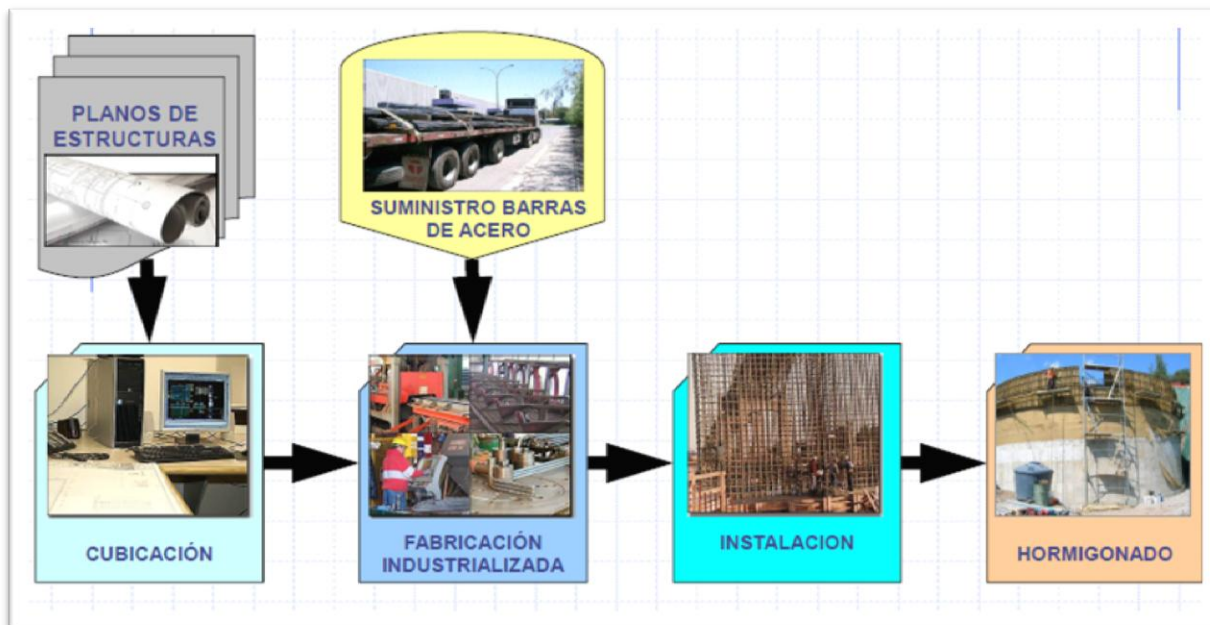 PLANOS DE
ESTRUCTURAS
SUMINISTRO BARRAS
DE ACERO
CUBICACIÓN
FABRICACIÓN
INDUSTRIALIZADA
INSTALACION
HORMIGONADO